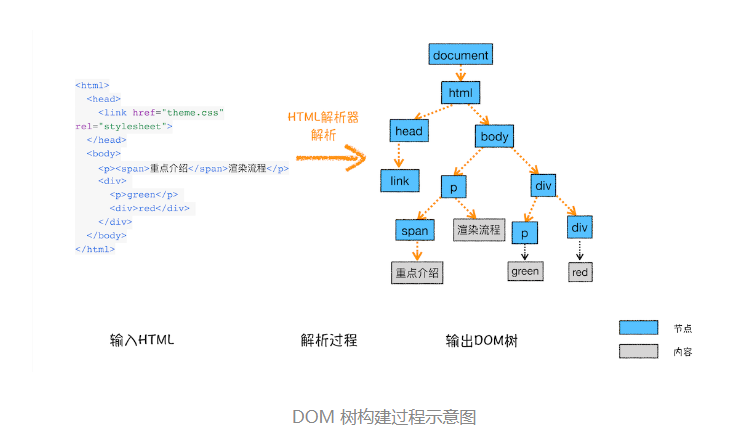 <html>
<head>
<link href="theme.css"
rel="stylesheet">
</head>
<body>
<p><span>重点介绍</span>渲染流程</p>
<div>
<p>green</p>
<div>red</div>
</div>
</body>
</html>
HTML解析器
解析
document
html
head
body
link
p
div
span
渲染流程
p
div
重点介绍
green
red
输入HTML
解析过程
输出DOM树
节点
内容
DOM 树构建过程示意图